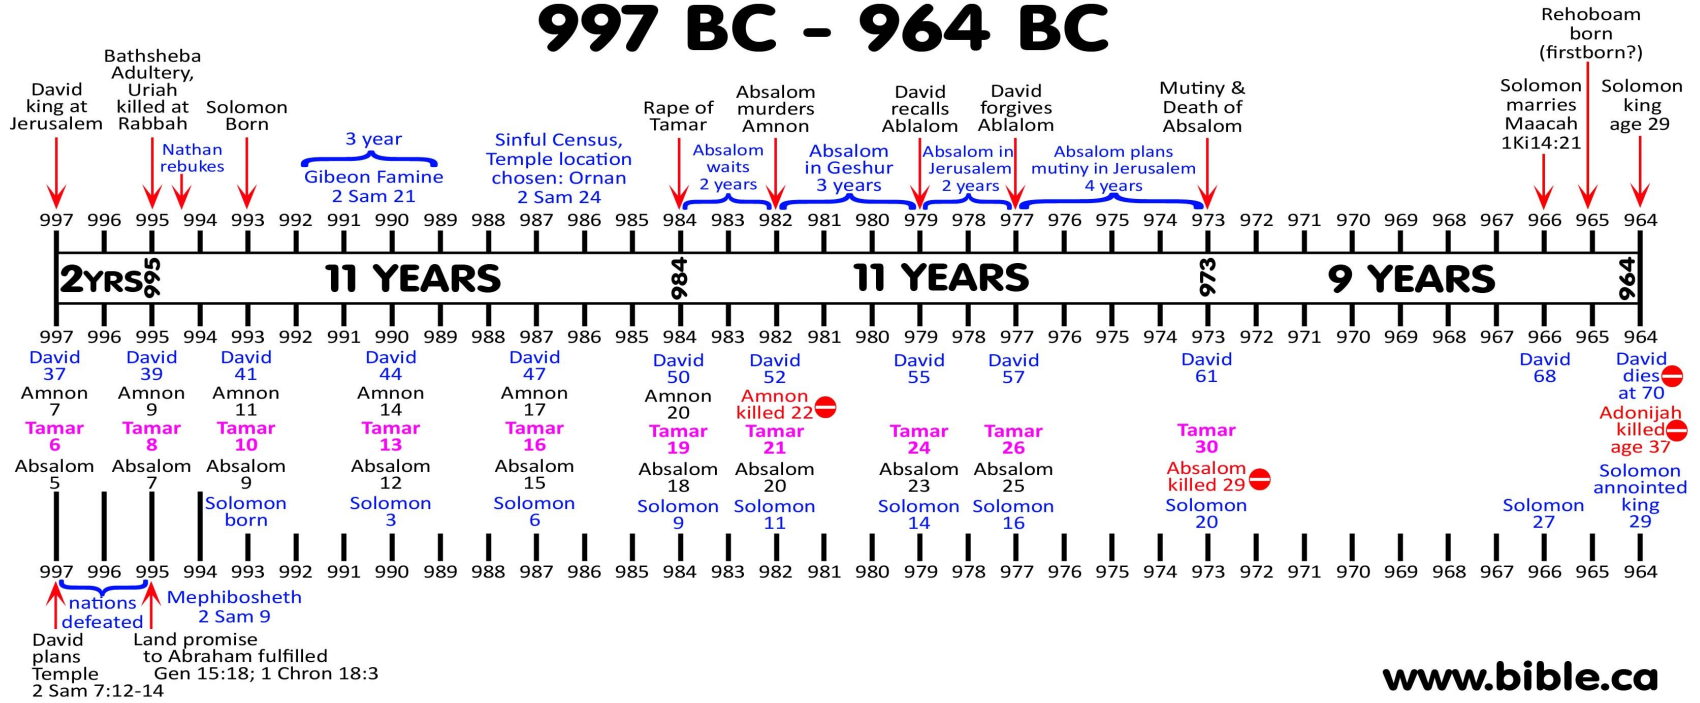 997 BC - 964 BC
David
king at
Jerusalem
Bathsheba
Adultery,
Uriah
killed at
Rabbah
Nathan
rebukes
Solomon
Born
3 year
Gibeon Famine
2 Sam 21
Sinful Census,
Temple location
chosen: Ornan
2 Sam 24
Rape of
Tamar
Absalom
waits
2 years
Absalom
murders
Amnon
Absalom
in Geshur
3 years
David
recalls
Ablalom
Absalom in
Jerusalem
2 years
David
forgives
Ablalom
Absalom plans
mutiny in Jerusalem
4 years
Mutiny &
Death of
Absalom
Solomon
marries
Maacah
1Ki14:21
Rehoboam
born
(firstborn?)
Solomon
king
age 29
997 996 995 994 993 992 991 990 989 988 987 986 985 984 983 982 981 980 979 978 977 976 975 974 973 972 971 970 969 968 967 966 965 964
2YRS 995 11 YEARS 984 11 YEARS 973 9 YEARS 964
997 996 995 994 993 992 991 990 989 988 987 986 985 984 983 982 981 980 979 978 977 976 975 974 973 972 971 970 969 968 967 966 965 964
David
37
Amnon
7
Tamar
6
Absalom
5
David
39
Amnon
9
Tamar
8
Absalom
7
David
41
Amnon
11
Tamar
10
Absalom
9
Solomon
born
David
44
Amnon
14
Tamar
13
Absalom
12
Solomon
3
David
47
Amnon
17
Tamar
16
Absalom
15
Solomon
6
David
50
Amnon
20
Tamar
19
Absalom
18
Solomon
9
David
52
Amnon
killed 22
Tamar
21
Absalom
20
Solomon
11
David
55
Tamar
24
Absalom
23
Solomon
14
David
57
Tamar
26
Absalom
25
Solomon
16
David
61
Tamar
30
Absalom
killed 29
Solomon
20
David
68
Solomon
27
David
dies
at 70
Adonijah
killed
age 37
Solomon
annointed
king
29
997 996 995 994 993 992 991 990 989 988 987 986 985 984 983 982 981 980 979 978 977 976 975 974 973 972 971 970 969 968 967 966 965 964
nations
defeated
Mephibosheth
2 Sam 9
David
plans
Temple
2 Sam 7:12-14
Land promise
to Abraham fulfilled
Gen 15:18; 1 Chron 18:3
www.bible.ca